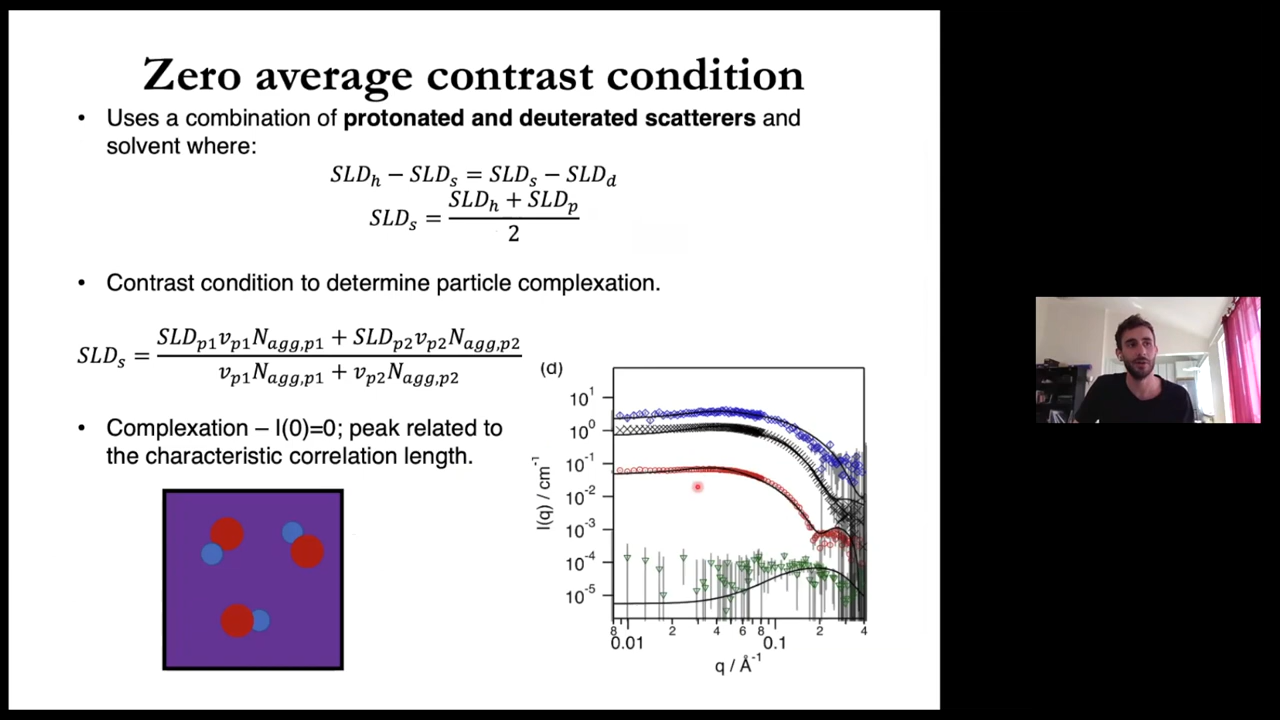 Zero average contrast condition
• Uses a combination of protonated and deuterated scatterers and
solvent where:
SLD_h − SLD_s = SLD_s − SLD_d
SLD_s = (SLD_h + SLD_p) / 2
• Contrast condition to determine particle complexation.
SLD_s = (SLD_p1 v_p1 N_agg,p1 + SLD_p2 v_p2 N_agg,p2) / (v_p1 N_agg,p1 + v_p2 N_agg,p2)
• Complexation – I(0)=0; peak related to
the characteristic correlation length.
(d)
I(q) / cm⁻¹
10¹
10⁰
10⁻¹
10⁻²
10⁻³
10⁻⁴
10⁻⁵
8 2 4 6 8 2 4
0.01 0.1
q / Å⁻¹